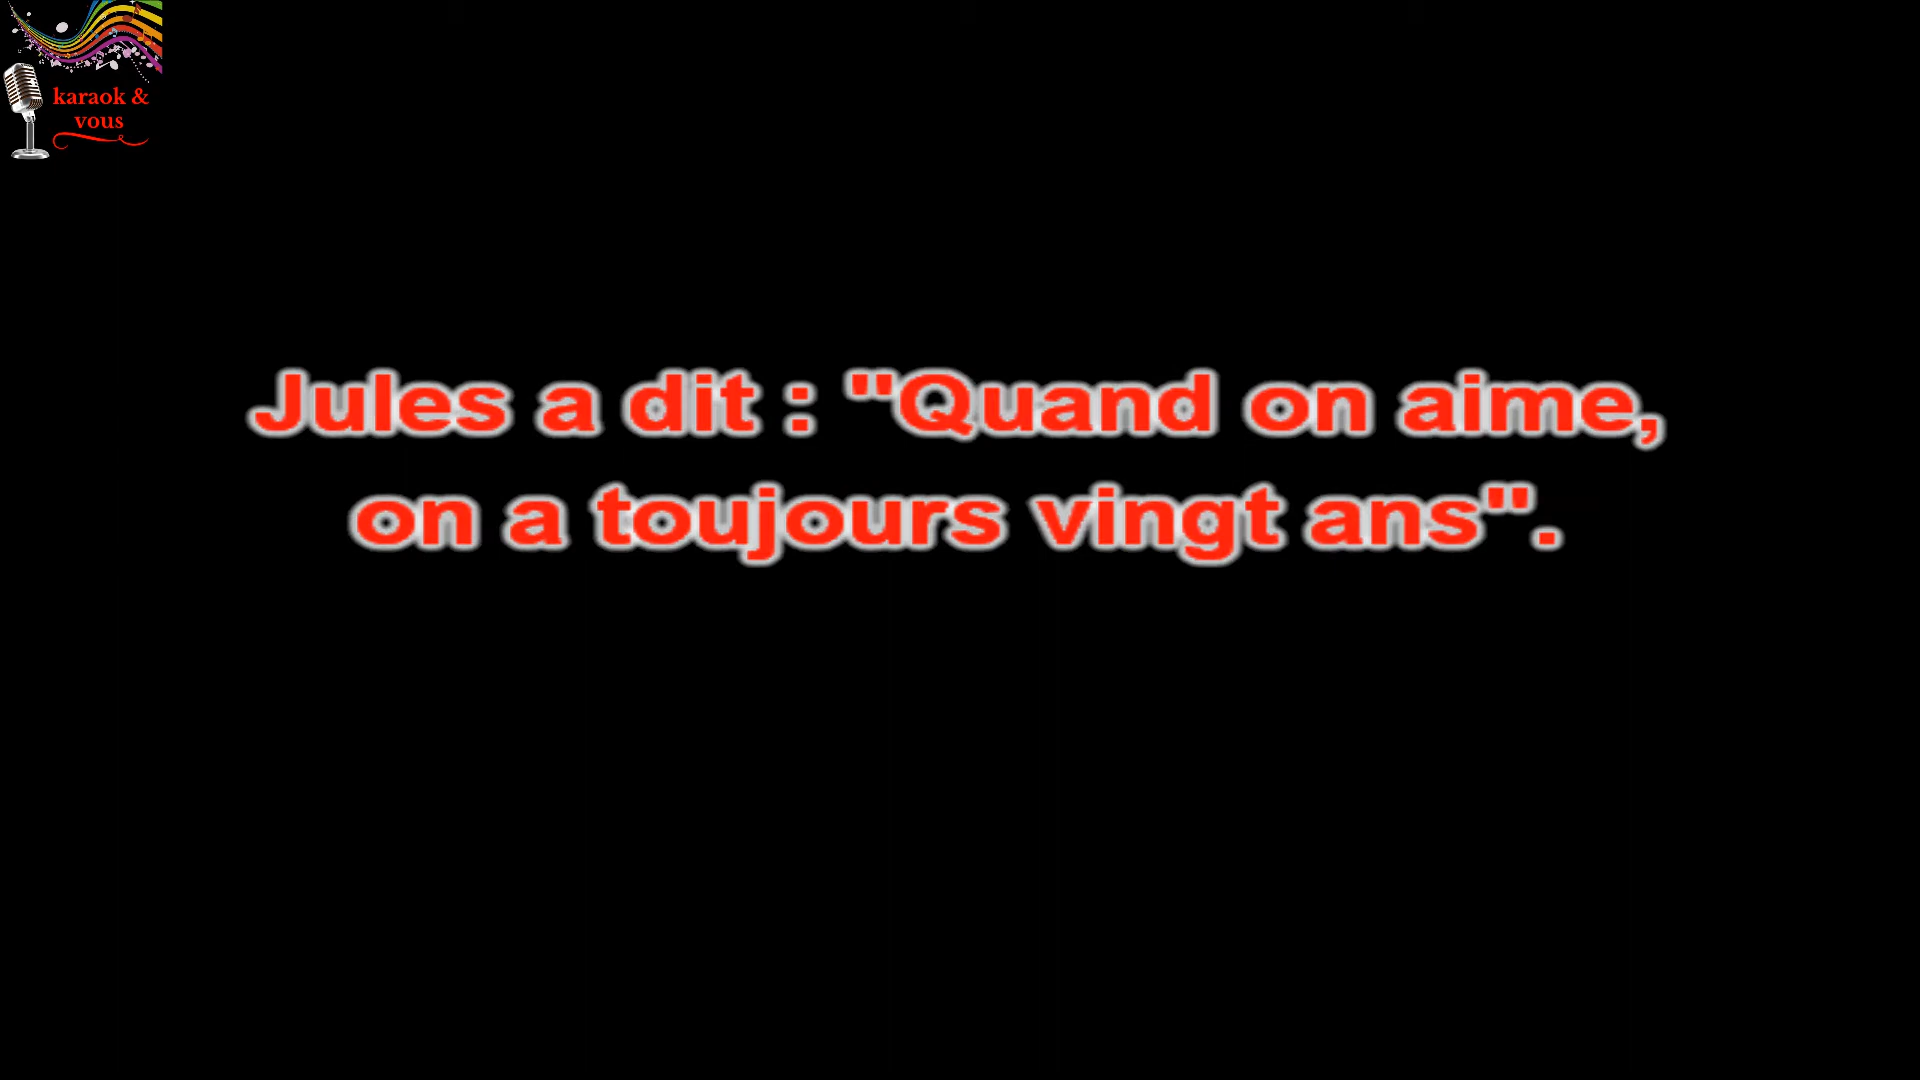 karaok &
vous
Jules a dit : "Quand on aime,
on a toujours vingt ans".